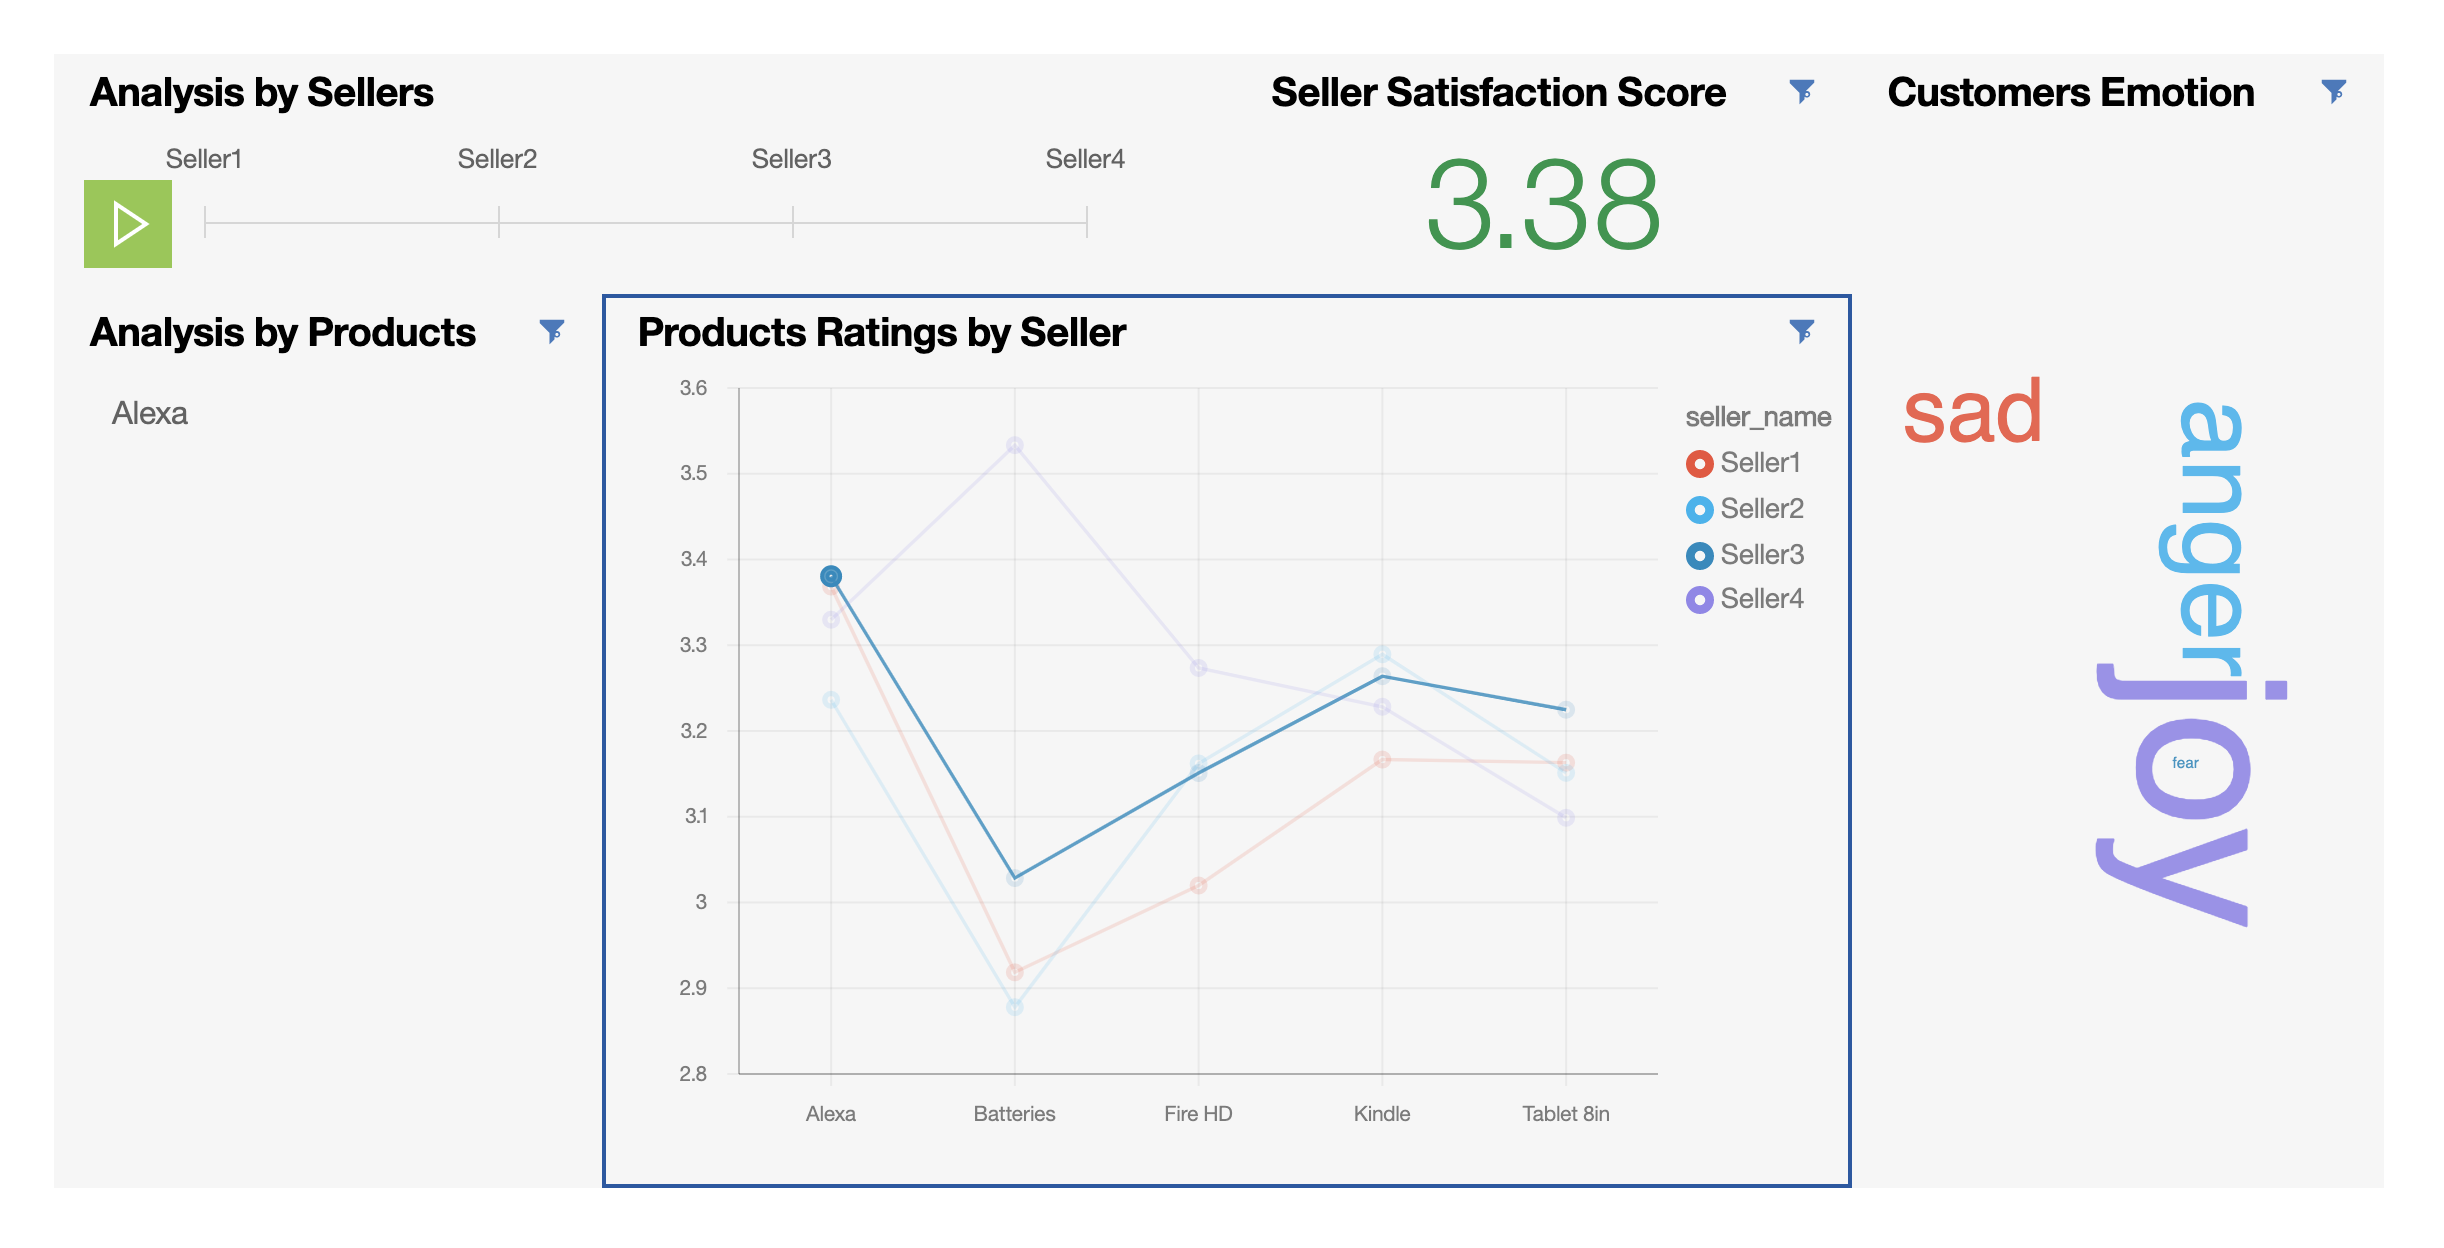 Analysis by Sellers
Seller1
Seller2
Seller3
Seller4
Seller Satisfaction Score
3.38
Customers Emotion
Analysis by Products
Alexa
Products Ratings by Seller
3.6
3.5
3.4
3.3
3.2
3.1
3
2.9
2.8
Alexa
Batteries
Fire HD
Kindle
Tablet 8in
seller_name
Seller1
Seller2
Seller3
Seller4
sad
anger
joy
fear